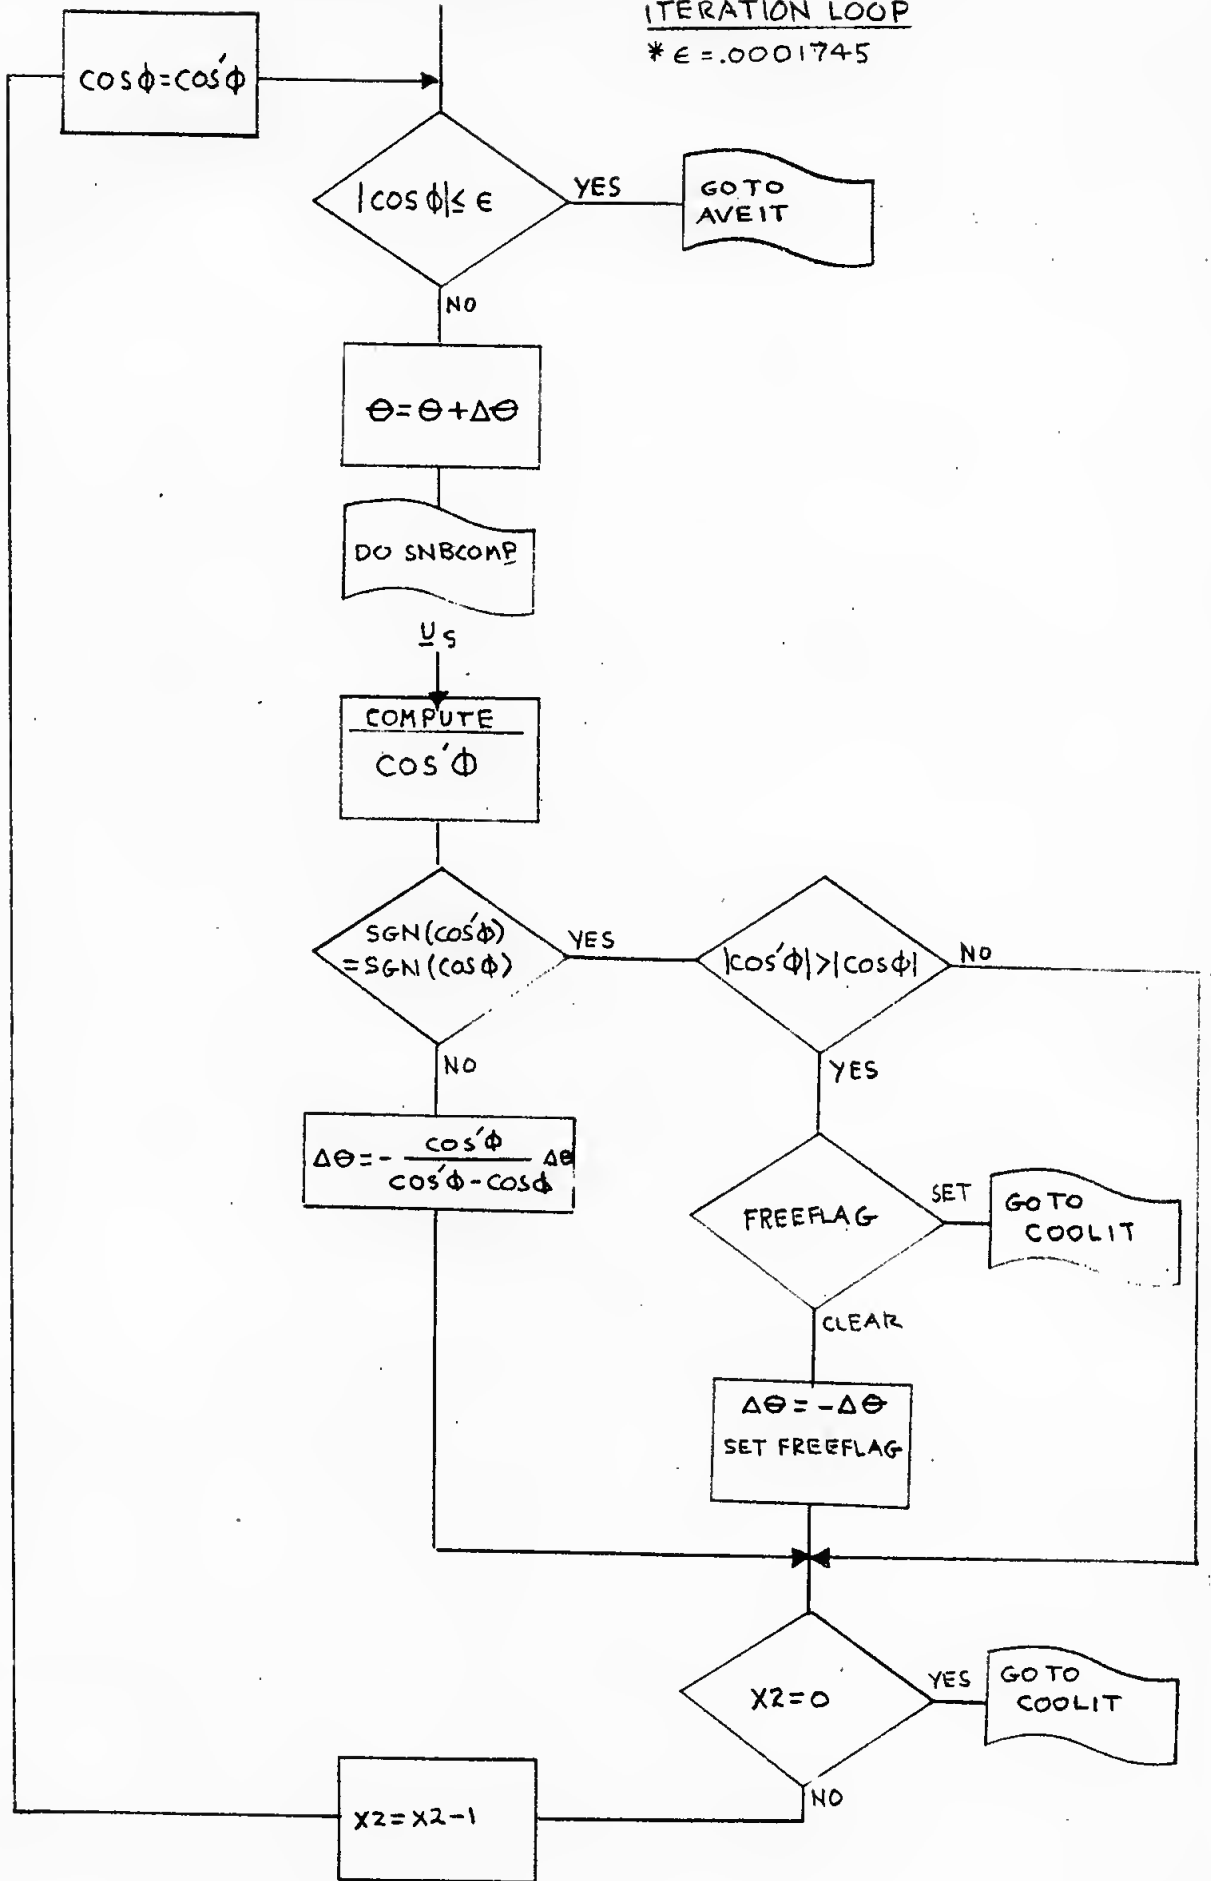 ITERATION LOOP
* ϵ = .0001745
COS ϕ = COS′ϕ
|COS ϕ| ≤ ϵ
YES
GO TO
AVEIT
NO
Θ = Θ + ΔΘ
DO SNBCOMP
U S
COMPUTE
COS′ϕ
SGN(COS′ϕ)
= SGN(COS ϕ)
YES
|COS′ϕ| > |COS ϕ|
NO
NO
YES
ΔΘ = - COS′ϕ / COS′ϕ - COS ϕ ΔΘ
FREEFLAG
SET
GO TO
COOLIT
CLEAR
ΔΘ = -ΔΘ
SET FREEFLAG
X2 = 0
YES
GO TO
COOLIT
NO
X2 = X2 - 1